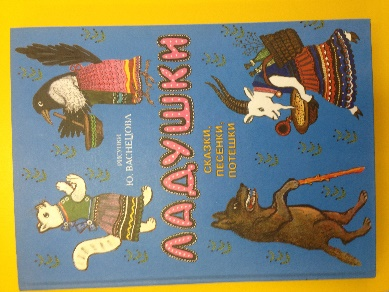 РИСУНКИ
Ю. ВАСНЕЦОВА
ЛАДУШКИ
СКАЗКИ,
ПЕСЕНКИ,
ПОТЕШКИ